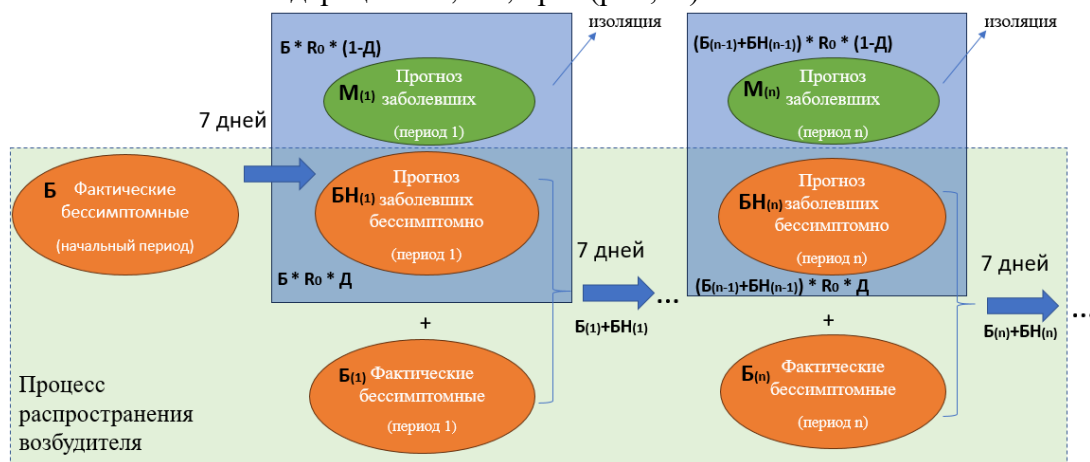 изоляция
изоляция
Б * R0 * (1-Д)
(Б(n-1)+БН(n-1)) * R0 * (1-Д)
М(1)
Прогноз
заболевших
(период 1)
М(n)
Прогноз
заболевших
(период n)
7 дней
Б
Фактические
бессимптомные
(начальный период)
БН(1)
Прогноз
заболевших
бессимптомно
(период 1)
БН(n)
Прогноз
заболевших
бессимптомно
(период n)
7 дней
7 дней
Б * R0 * Д
(Б(n-1)+БН(n-1)) * R0 * Д
...
...
+
Б(1)+БН(1)
+
Б(n)+БН(n)
Б(1)
Фактические
бессимптомные
(период 1)
Б(n)
Фактические
бессимптомные
(период n)
Процесс
распространения
возбудителя